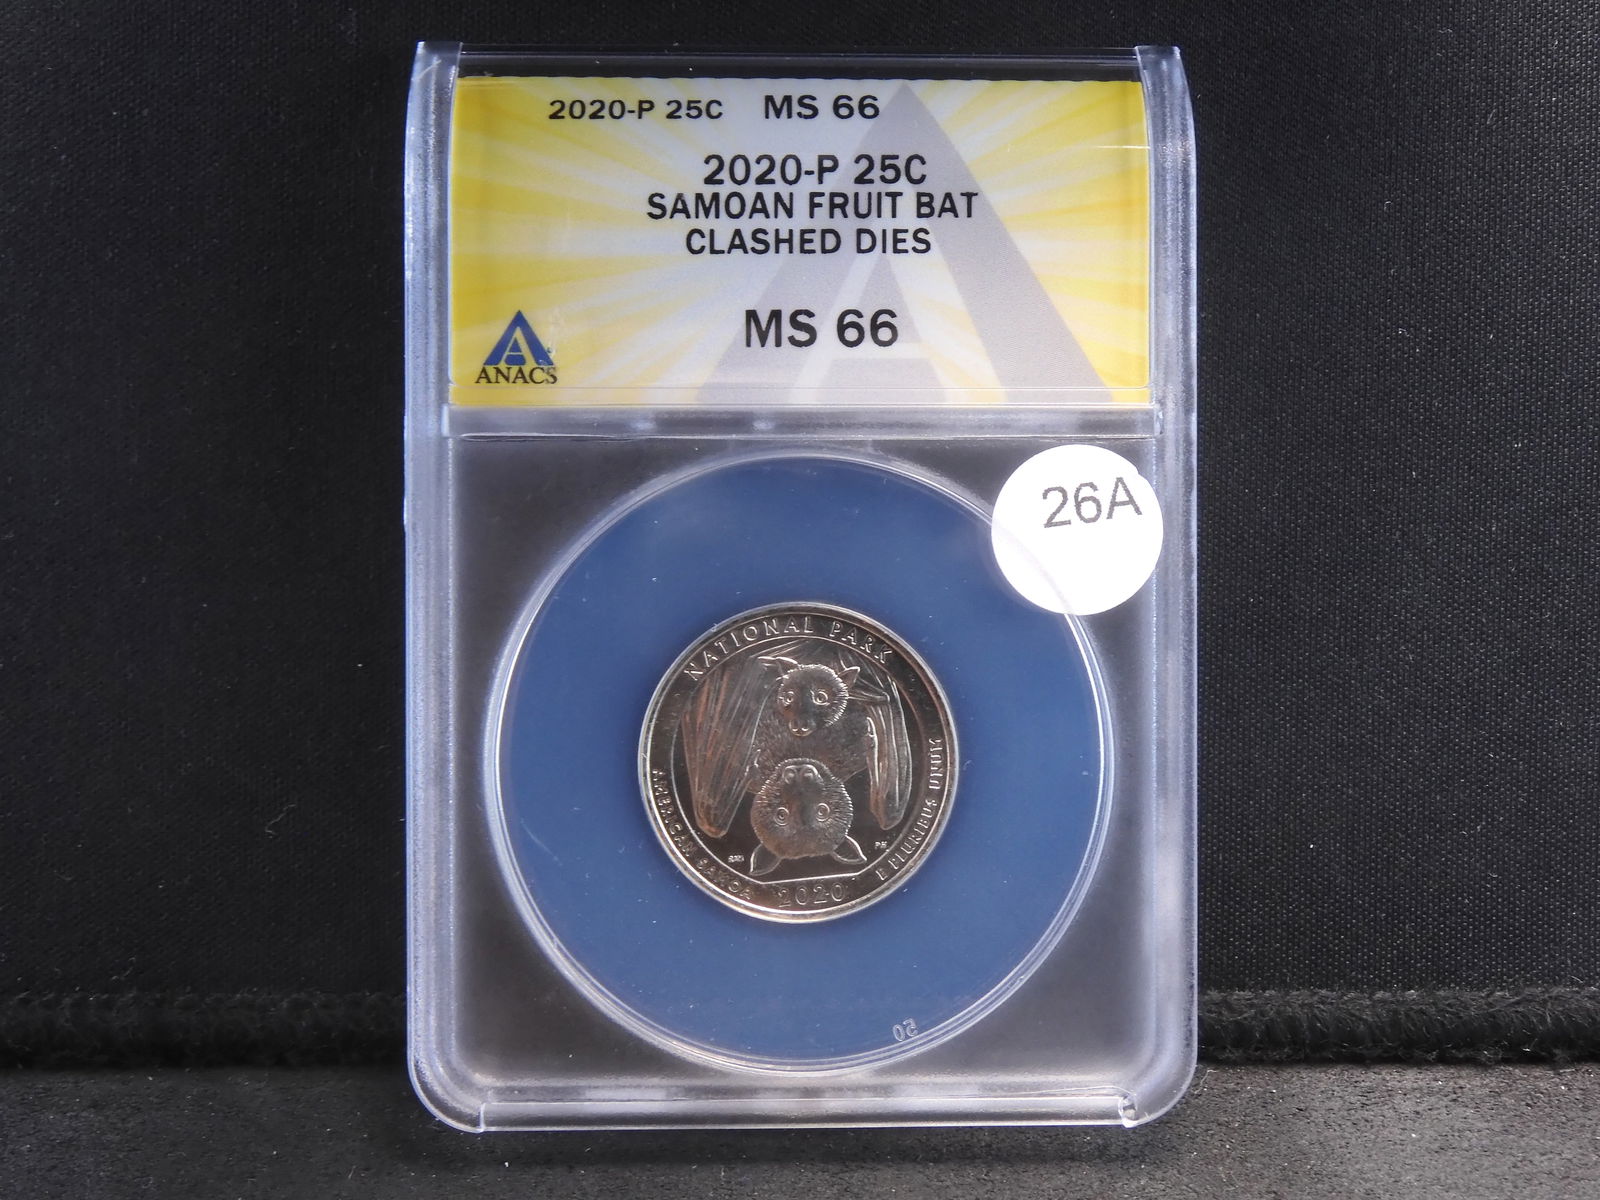 2020-P 25C MS 66
2020-P 25C
SAMOAN FRUIT BAT
CLASHED DIES
MS 66
ANACS
26A
NATIONAL PARK
AMERICAN SAMOA
2020
E PLURIBUS UNUM
50